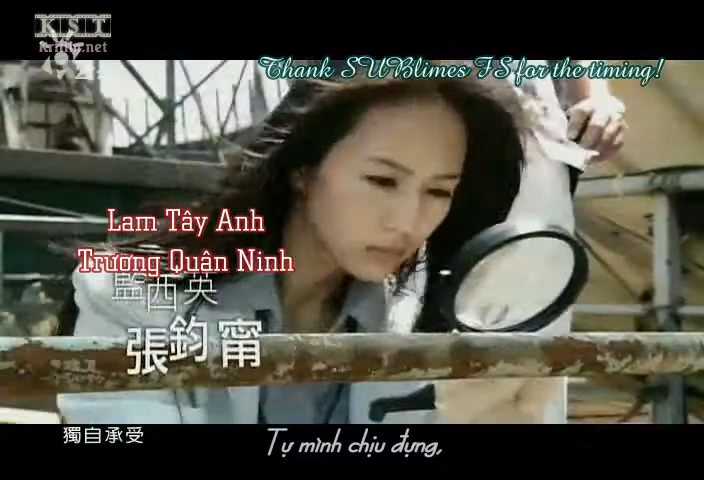 KST
Kriffin.net
Thank SUBlimes FS for the timing!
Lam Tây Anh
Trương Quân Ninh
藍西英
張鈞甯
獨自承受
Tự mình chịu đựng,